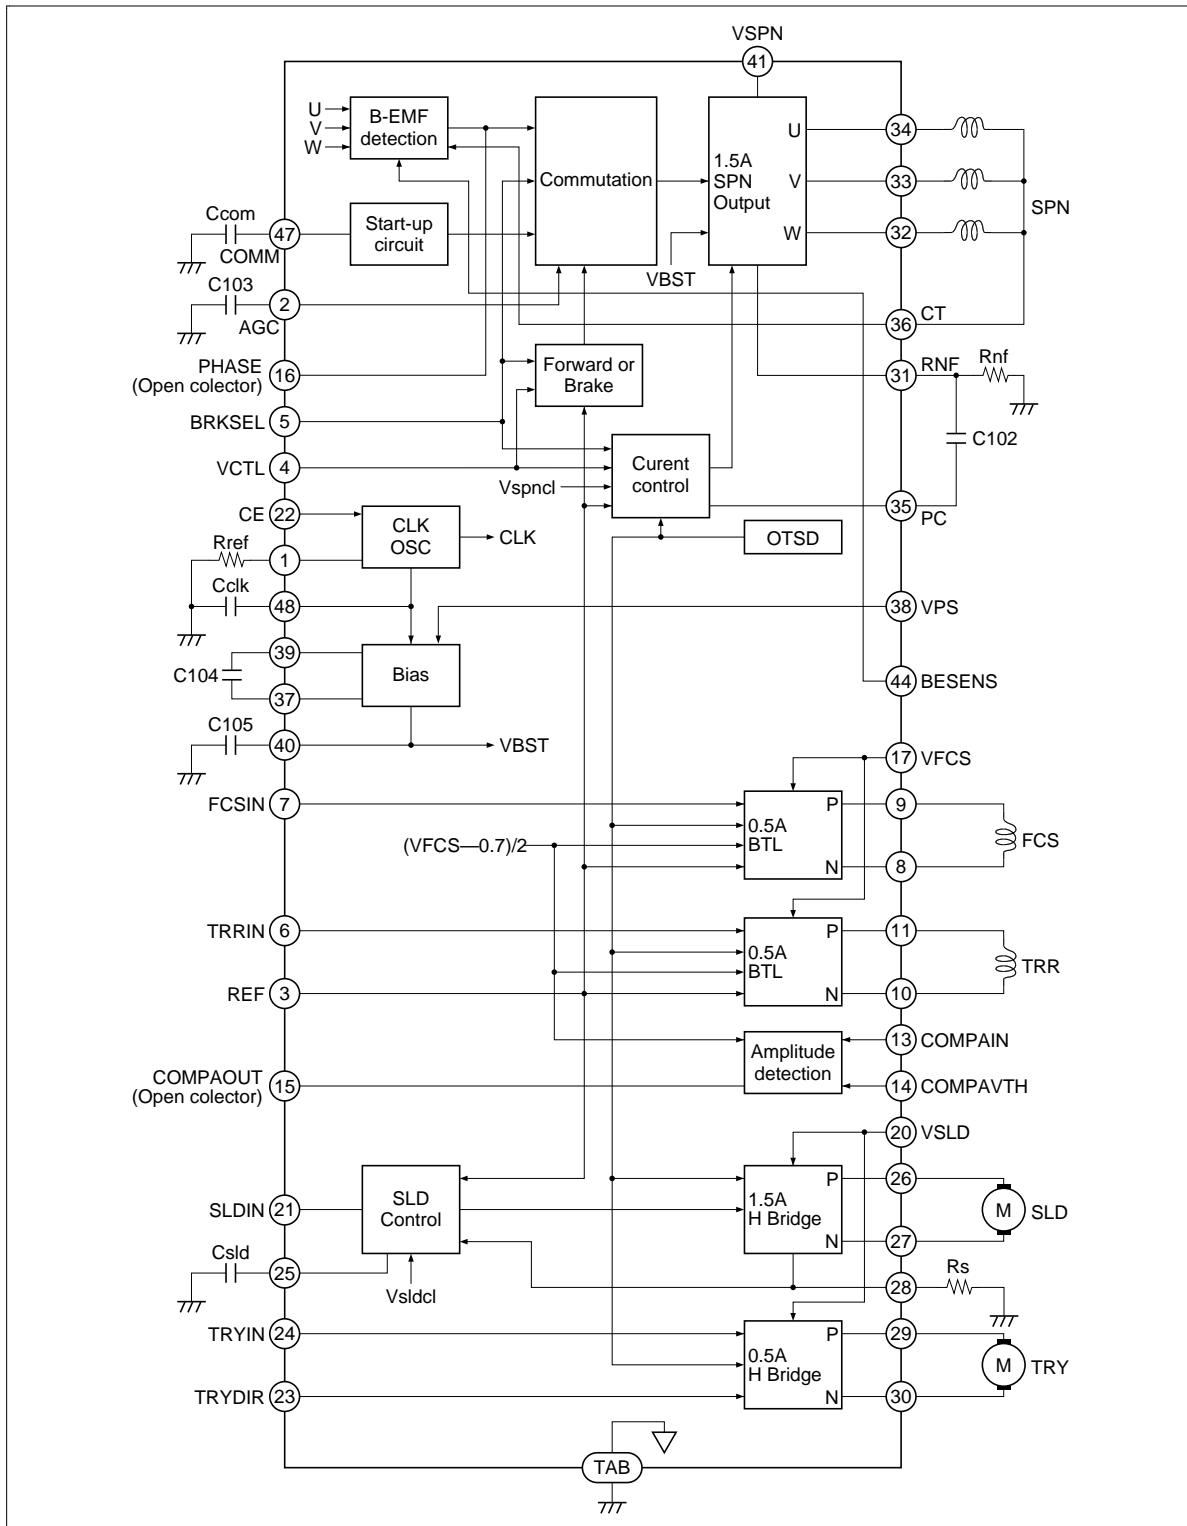 VSPN
41
U
V
W
B-EMF
detection
Commutation
1.5A
SPN
Output
U
V
W
34
33
32
SPN
Ccom
47
COMM
Start-up
circuit
VBST
C103
2
AGC
36
CT
PHASE
(Open colector)
16
Forward or
Brake
31
RNF
Rnf
BRKSEL
5
C102
VCTL
4
Curent
control
Vspncl
35
PC
CE
22
CLK
OSC
CLK
OTSD
Rref
1
Cclk
48
38
VPS
39
C104
37
Bias
44
BESENS
C105
40
VBST
17
VFCS
FCSIN
7
P
0.5A
BTL
N
9
8
FCS
(VFCS—0.7)/2
TRRIN
6
P
0.5A
BTL
N
11
10
TRR
REF
3
Amplitude
detection
13
COMPAIN
14
COMPAVTH
COMPAOUT
(Open colector)
15
20
VSLD
SLDIN
21
SLD
Control
P
1.5A
H Bridge
N
26
27
M
SLD
Csld
25
Vsldcl
28
Rs
TRYIN
24
P
0.5A
H Bridge
N
29
30
M
TRY
TRYDIR
23
TAB